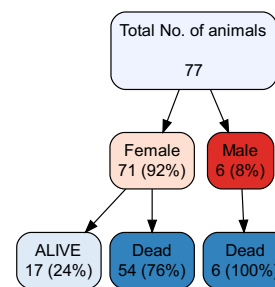 Total No. of animals
77
Female
71 (92%)
Male
6 (8%)
ALIVE
17 (24%)
Dead
54 (76%)
Dead
6 (100%)